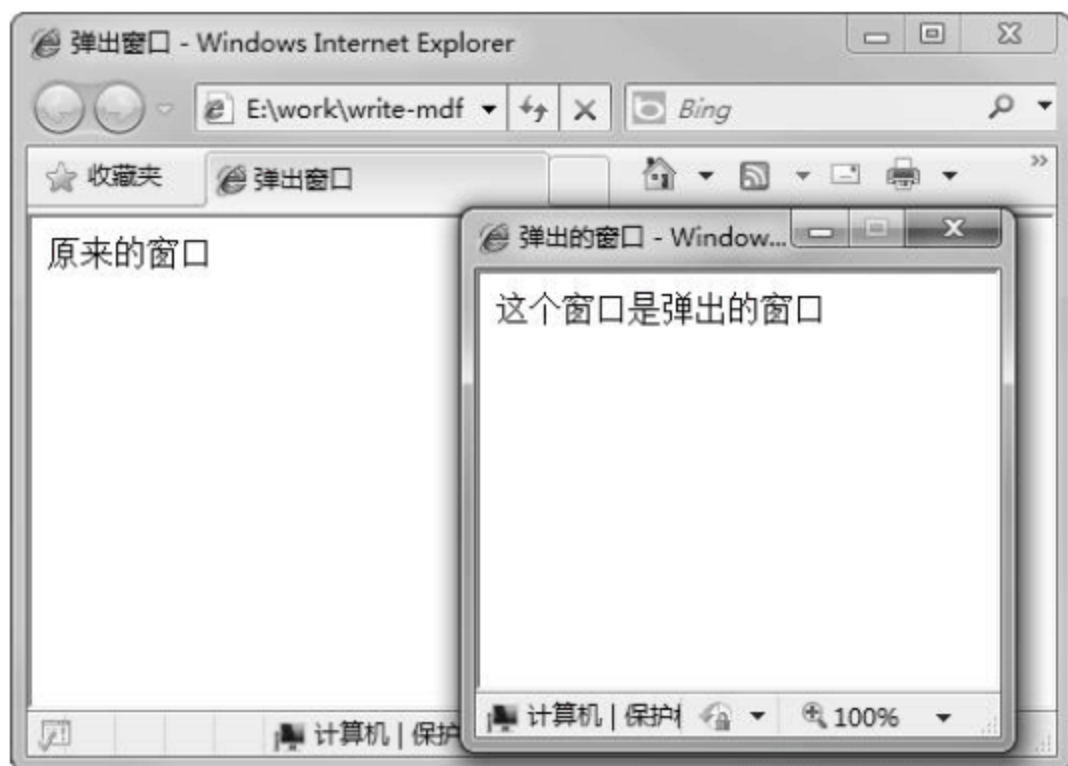 弹出窗口 - Windows Internet Explorer
E:\work\write-mdf
Bing
收藏夹
弹出窗口
原来的窗口
弹出的窗口 - Window...
这个窗口是弹出的窗口
计算机 | 保护
100%
计算机 | 保护